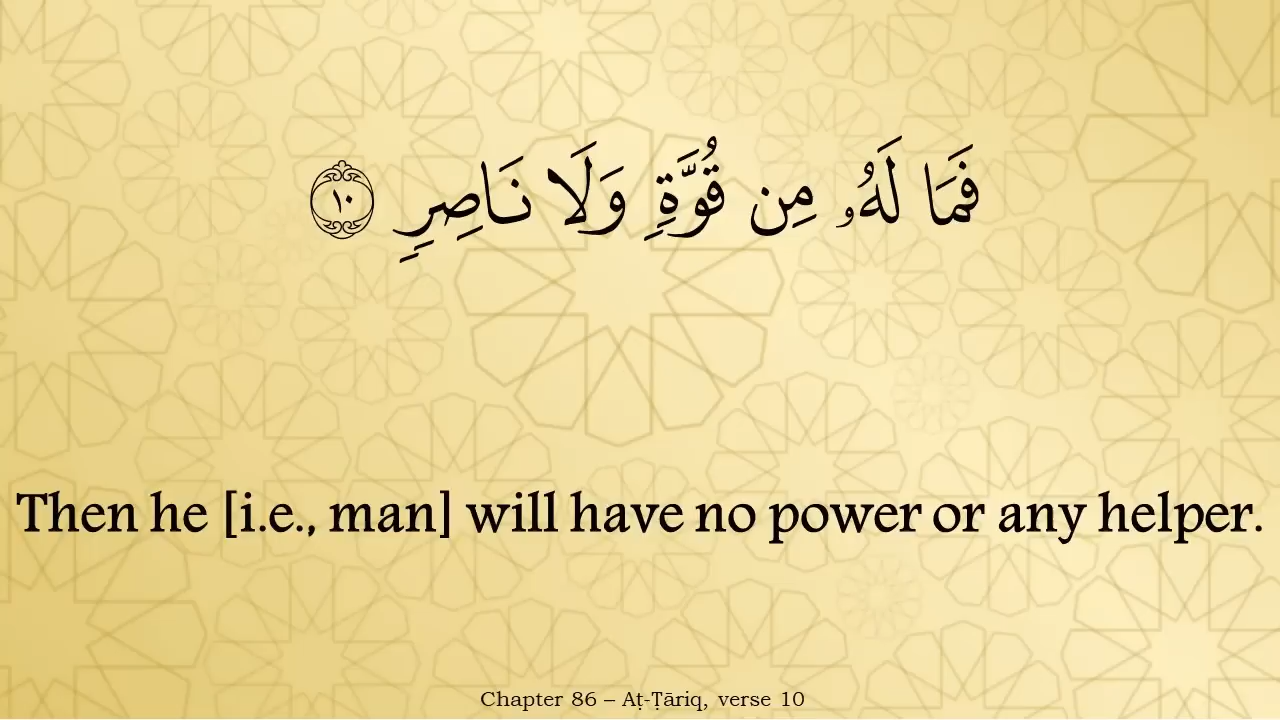 فَمَا لَهُۥ مِن قُوَّةٍۢ وَلَا نَاصِرٍۢ ١٠
Then he [i.e., man] will have no power or any helper.
Chapter 86 – Aṭ-Ṭāriq, verse 10